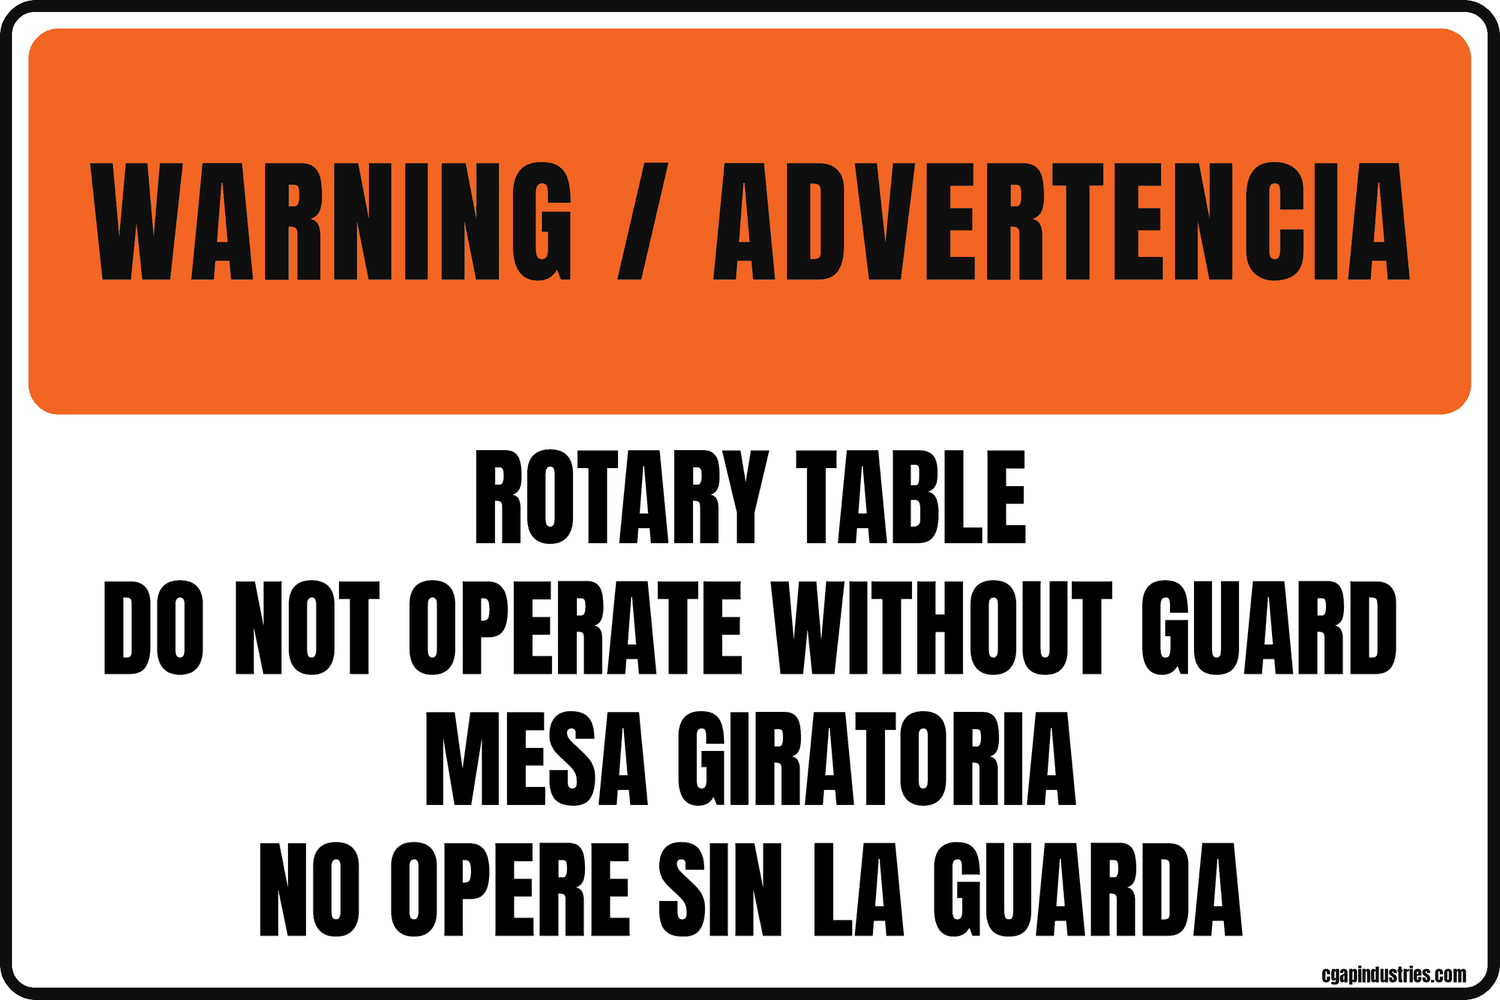 WARNING / ADVERTENCIA
ROTARY TABLE
DO NOT OPERATE WITHOUT GUARD
MESA GIRATORIA
NO OPERE SIN LA GUARDA
cgapindustries.com